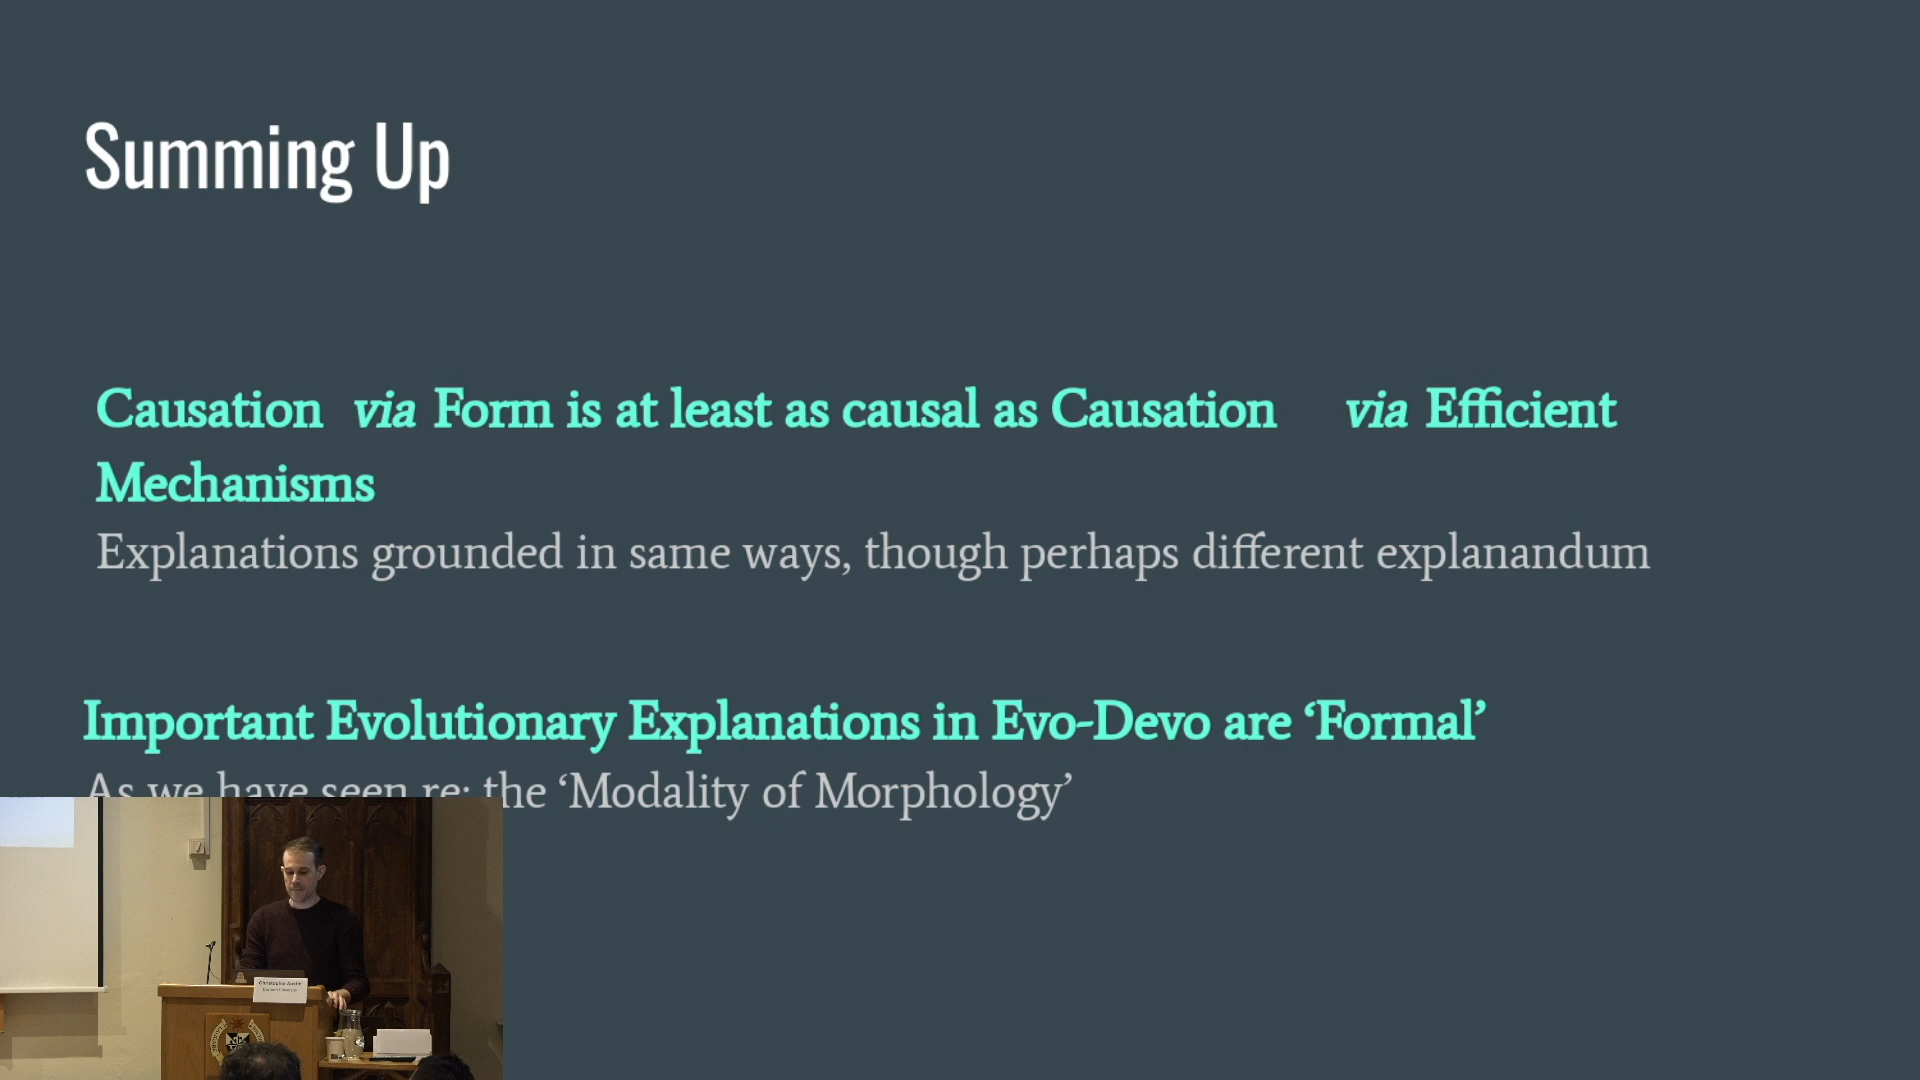 Summing Up
Causation via Form is at least as causal as Causation via Efficient
Mechanisms
Explanations grounded in same ways, though perhaps different explanandum
Important Evolutionary Explanations in Evo-Devo are ‘Formal’
As we have seen re: the ‘Modality of Morphology’
Christopher Austin